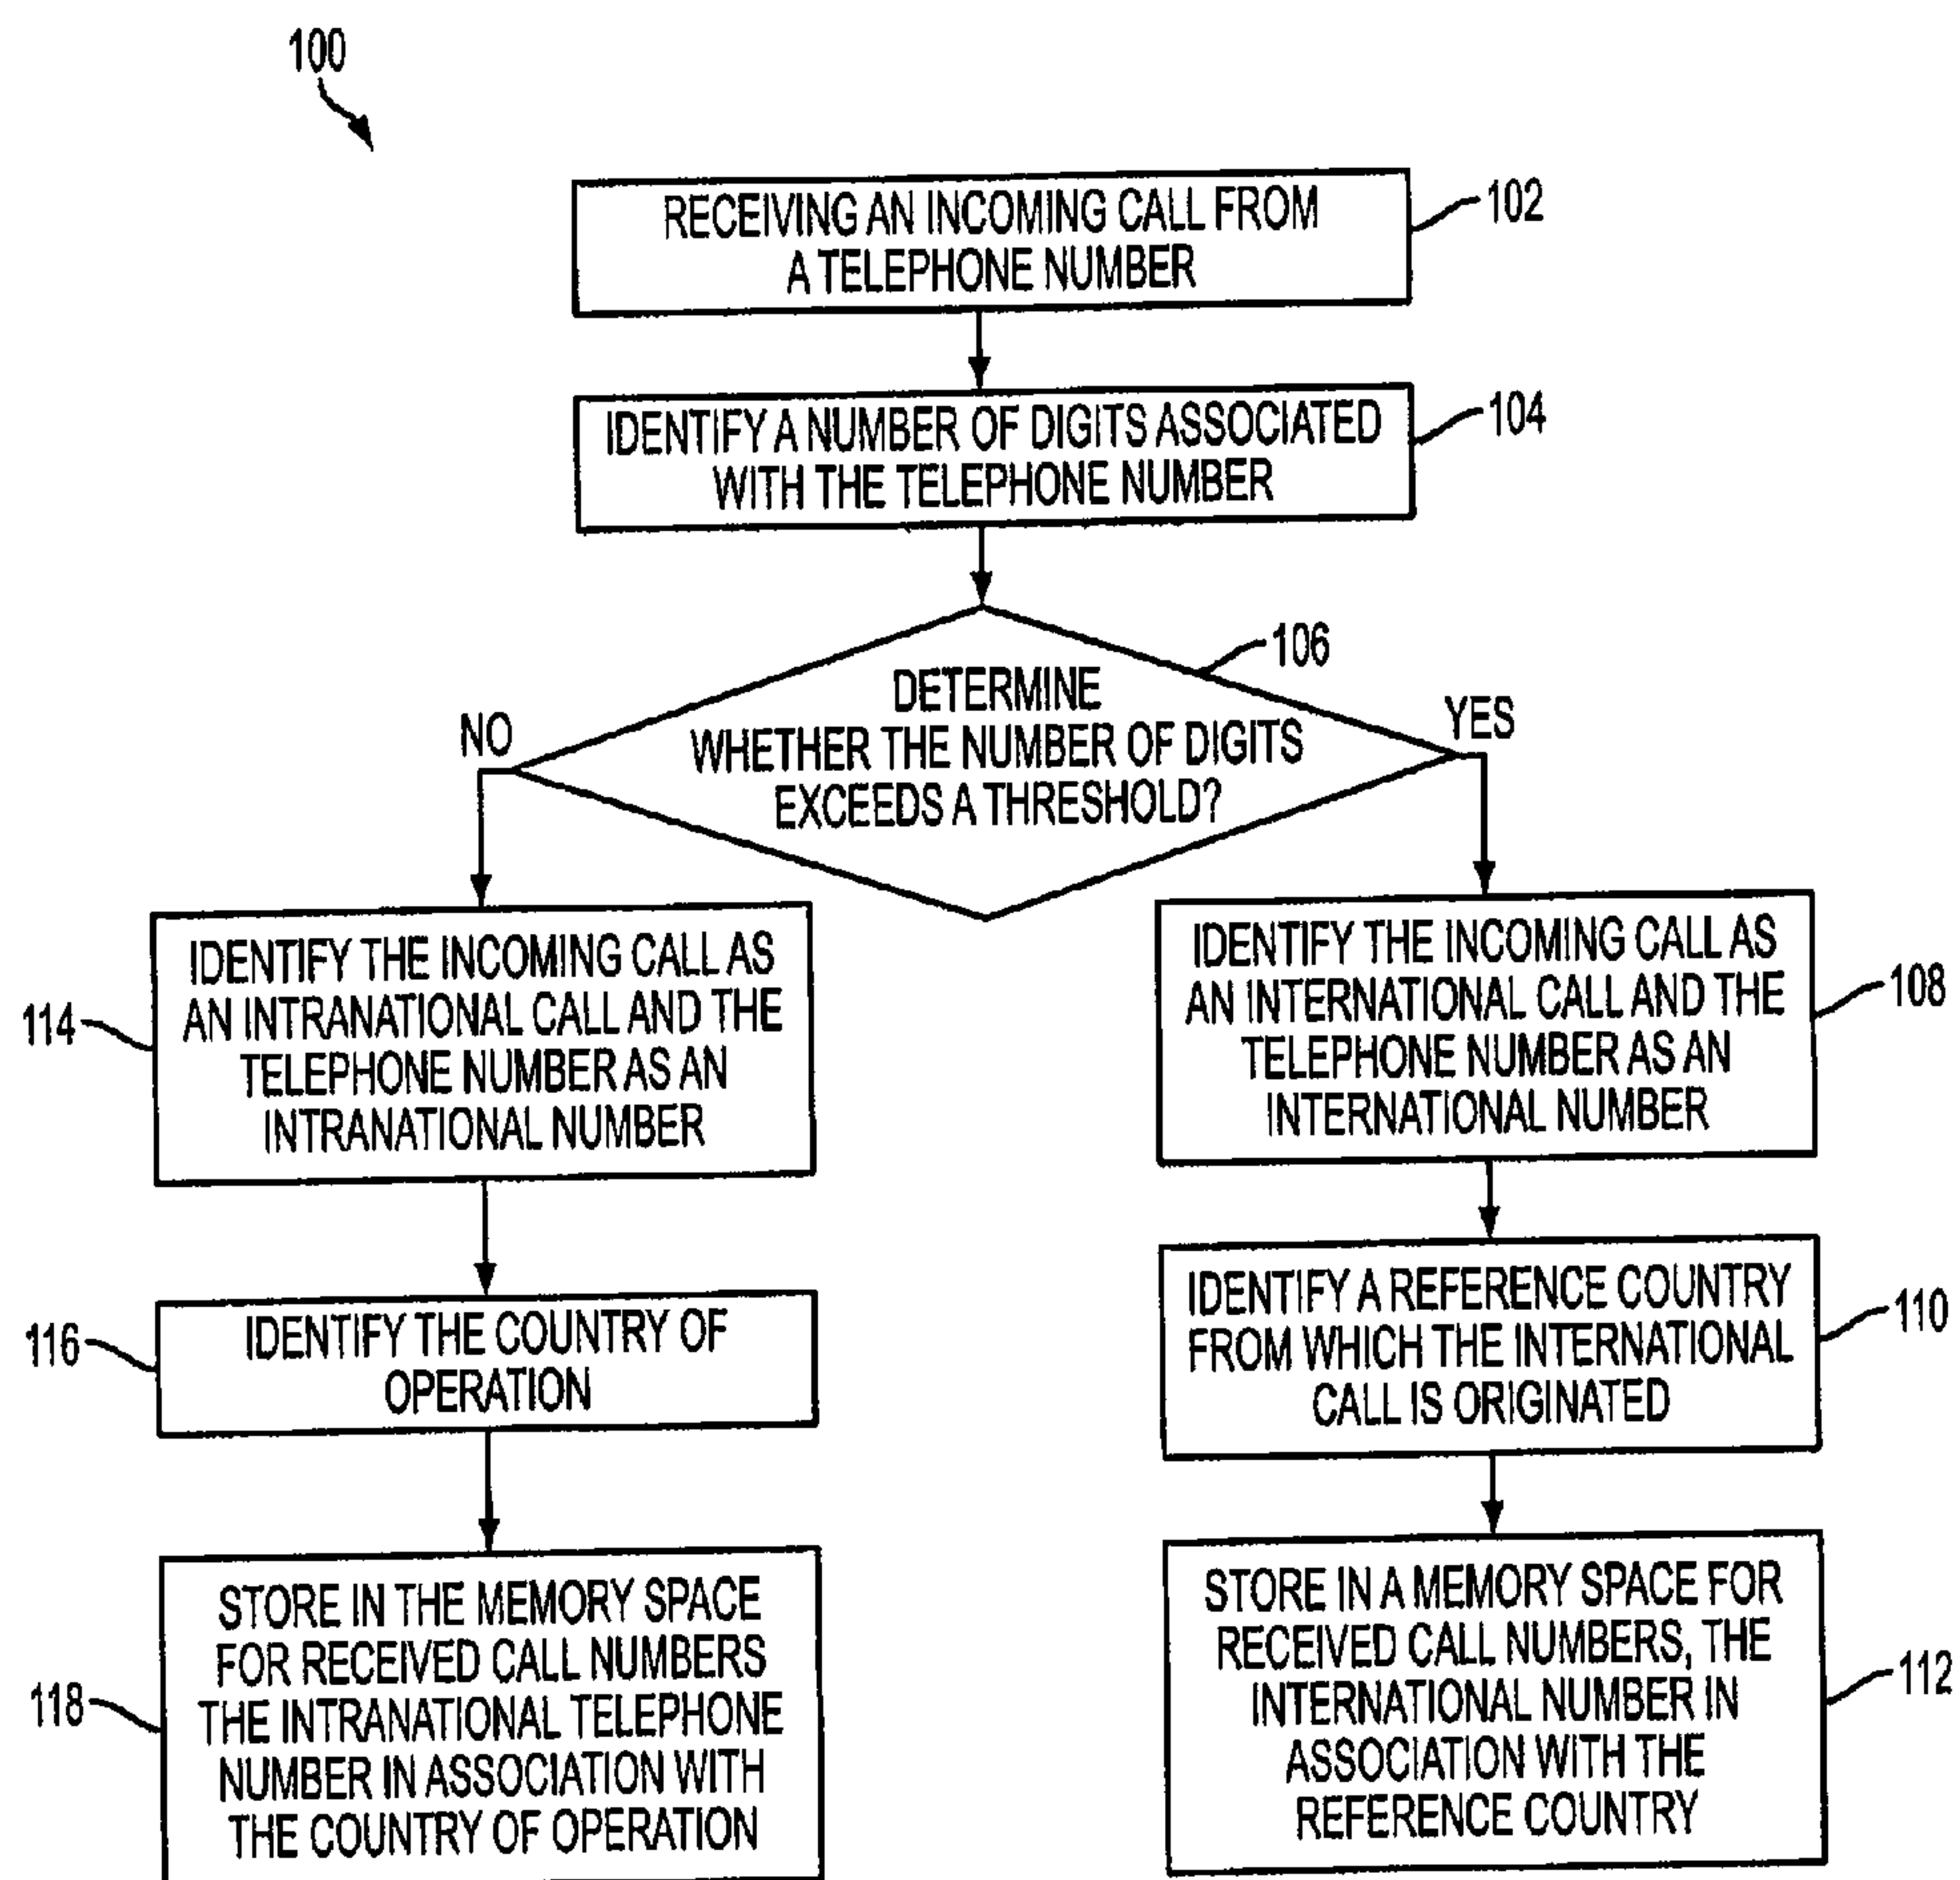 100
RECEIVING AN INCOMING CALL FROM
A TELEPHONE NUMBER
102
IDENTIFY A NUMBER OF DIGITS ASSOCIATED
WITH THE TELEPHONE NUMBER
104
DETERMINE
WHETHER THE NUMBER OF DIGITS
EXCEEDS A THRESHOLD?
106
NO
YES
IDENTIFY THE INCOMING CALL AS
AN INTRANATIONAL CALL AND THE
TELEPHONE NUMBER AS AN
INTRANATIONAL NUMBER
114
IDENTIFY THE INCOMING CALL AS
AN INTERNATIONAL CALL AND THE
TELEPHONE NUMBER AS AN
INTERNATIONAL NUMBER
108
IDENTIFY THE COUNTRY OF
OPERATION
116
IDENTIFY A REFERENCE COUNTRY
FROM WHICH THE INTERNATIONAL
CALL IS ORIGINATED
110
STORE IN THE MEMORY SPACE
FOR RECEIVED CALL NUMBERS
THE INTRANATIONAL TELEPHONE
NUMBER IN ASSOCIATION WITH
THE COUNTRY OF OPERATION
118
STORE IN A MEMORY SPACE FOR
RECEIVED CALL NUMBERS, THE
INTERNATIONAL NUMBER IN
ASSOCIATION WITH THE
REFERENCE COUNTRY
112